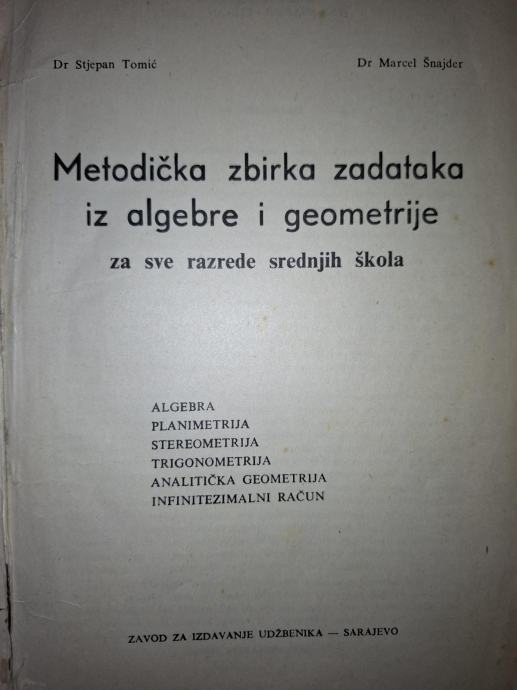 Dr Stjepan Tomić
Dr Marcel Šnajder
Metodička zbirka zadataka
iz algebre i geometrije
za sve razrede srednjih škola
ALGEBRA
PLANIMETRIJA
STEREOMETRIJA
TRIGONOMETRIJA
ANALITIČKA GEOMETRIJA
INFINITEZIMALNI RAČUN
ZAVOD ZA IZDAVANJE UDŽBENIKA — SARAJEVO